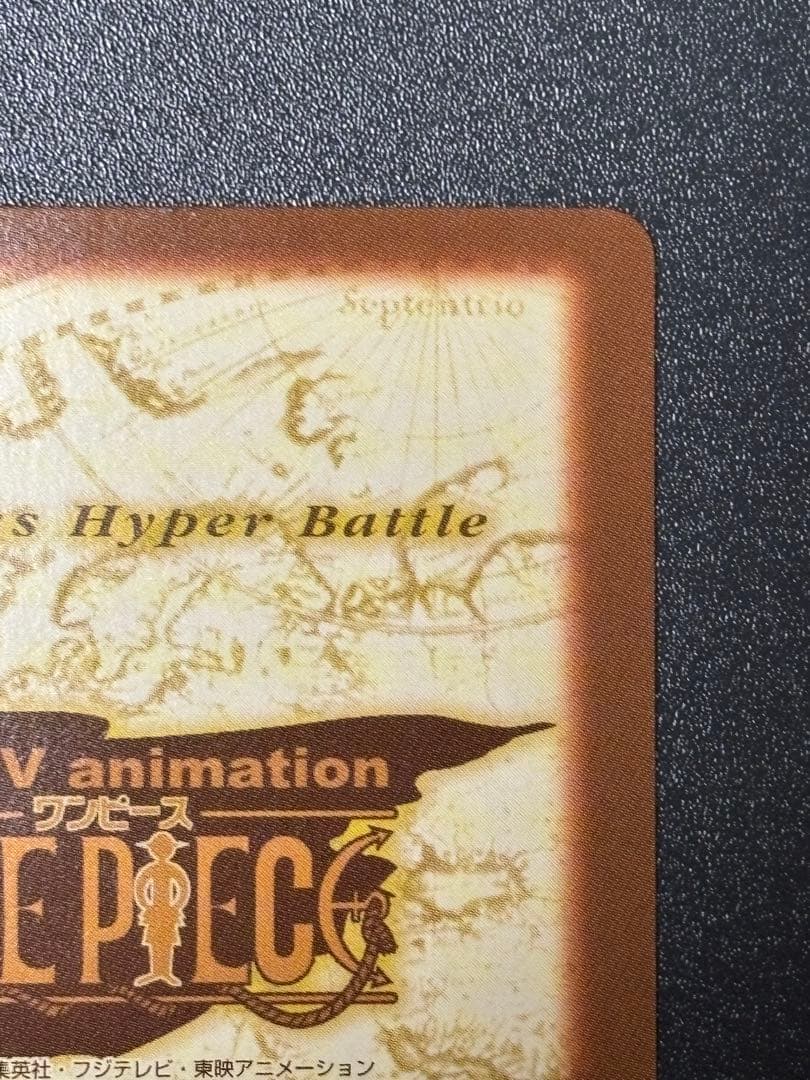 Septentrio
es Hyper Battle
V animation
ワンピース
E PIECE
集英社・フジテレビ・東映アニメーション